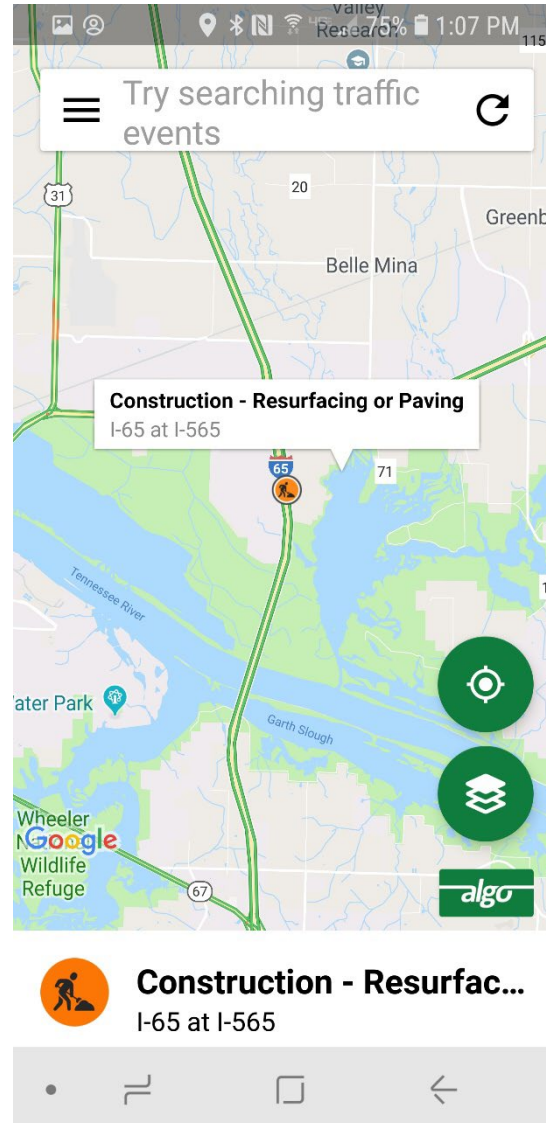 Valley
Research
75% 1:07 PM
115
Try searching traffic
events
31
20
Greenb
Belle Mina
Construction - Resurfacing or Paving
I-65 at I-565
65
71
Tennessee River
ater Park
Garth Slough
Wheeler
N
Google
Wildlife
Refuge
67
algo
Construction - Resurfac...
I-65 at I-565